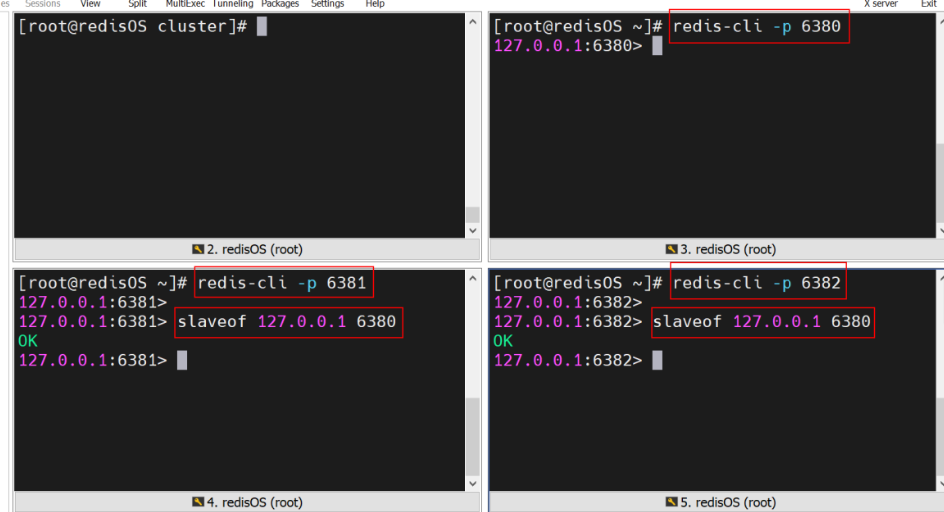 es Sessions View Split MultiExec Tunneling Packages Settings Help X server Exit
[root@redisOS cluster]#
2. redisOS (root)
[root@redisOS ~]# redis-cli -p 6380
127.0.0.1:6380>
3. redisOS (root)
[root@redisOS ~]# redis-cli -p 6381
127.0.0.1:6381>
127.0.0.1:6381> slaveof 127.0.0.1 6380
OK
127.0.0.1:6381>
4. redisOS (root)
[root@redisOS ~]# redis-cli -p 6382
127.0.0.1:6382>
127.0.0.1:6382> slaveof 127.0.0.1 6380
OK
127.0.0.1:6382>
5. redisOS (root)